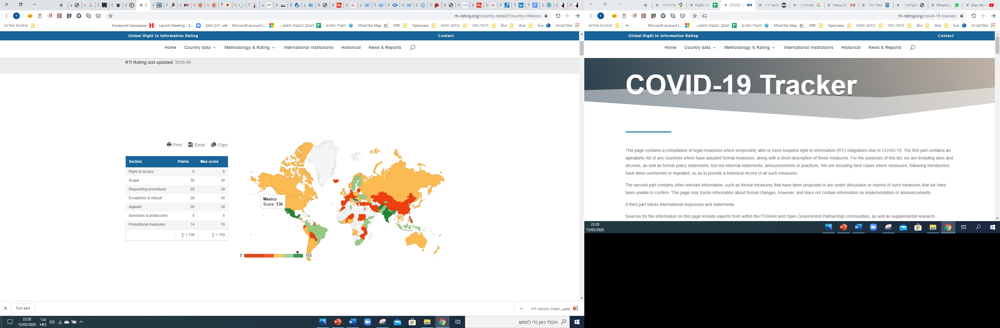 rti-rating.org/country-detail/?country=Mexico
סימניות אחרות
Honeywell Aerospace
Launch Meeting - Z...
תיק ספק
Microsoft account |...
מעקב בקשות חופש...
משרד הפנים
Mind the Map
MRI
Openness
קידום יוזמות
לימודי תזה
Elul
Alut
Eve
אפליקציות
Global Right to Information Rating
Contact
Home
Country data
Methodology & Rating
International Institutions
Historical
News & Reports
RTI Rating last updated: 2016-09
Print
Excel
Copy
Section Points Max score
Right of access 6 6
Scope 30 30
Requesting procedures 28 30
Exceptions & refusal 28 30
Appeals 26 30
Sanctions & proteccions 4 8
Promotional measures 14 16
∑ = 136 ∑ = 150
Mexico
Score: 136
0
150
הצג הכל
מצגת התנועה לחו....pptx
22:28
15/05/2020
עבר
HE3
הקלד כאן כדי לחפש
סיירה לא
Public Re
COVID-1
האם "רק
סגירת בת
Inbox (46
אתר החק
הערות הו
WhatsAp
Alan Wal
rti-rating.org/covid-19-tracker/
סימניות אחרות
«
Microsoft account |...
מעקב בקשות חופש...
משרד הפנים
Mind the Map
MRI
Openness
קידום יוזמות
לימודי תזה
Elul
Alut
Eve
אפליקציות
Global Right to Information Rating
Contact
Home
Country data
Methodology & Rating
International Institutions
Historical
News & Reports
COVID-19 Tracker
This page contains a compilation of legal measures which temporarily alter or even suspend right to information (RTI) obligations due to COVID-19. The first part contains an
alphabetic list of any countries which have adopted formal measures, along with a short description of those measures. For the purposes of this list, we are including laws and
decrees, as well as formal policy statements, but not informal statements, announcements or practices. We are including here cases where measures, following introduction,
have been overturned or repealed, so as to provide a historical record of all such measures.
The second part contains other relevant information, such as formal measures that have been proposed or are under discussion or reports of such measures that we have
been unable to confirm. This page only tracks information about formal changes, however, and does not contain information on implementation or announcements.
A third part tracks international responses and statements.
Sources for the information on this page include experts from within the FOIAnet and Open Government Partnership communities, as well as supplemental research
22:28
15/05/2020